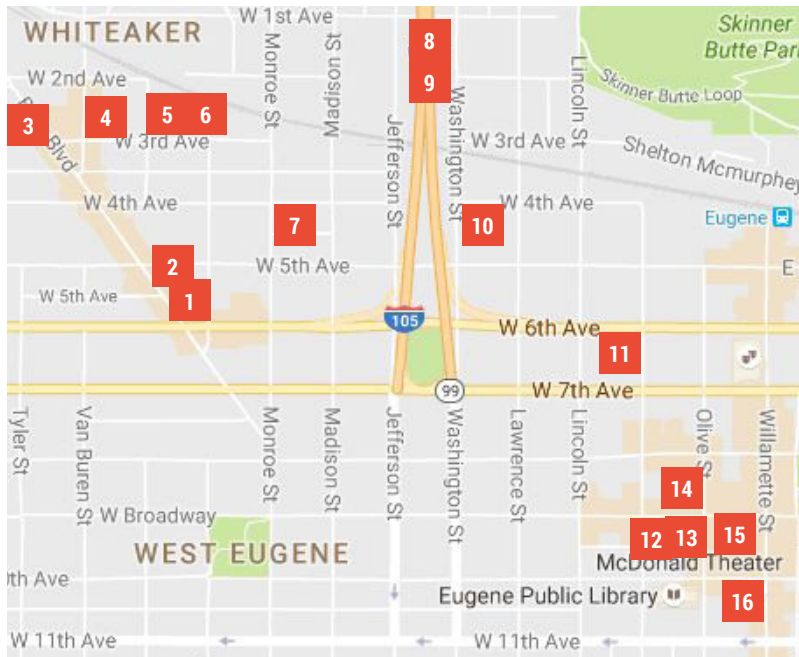 W 1st Ave
Skinner
Butte Par
WHITEAKER
8
Monroe St
Madison St
Lincoln St
W 2nd Ave
9
Skinner Butte Loop
Washington St
3
4
5
6
Jefferson St
Blvd
W 3rd Ave
W 3rd Ave
Shelton Mcmurphey
W 4th Ave
W 4th Ave
7
10
Eugene
2
W 5th Ave
E
W 5th Ave
1
105
W 6th Ave
11
99
W 7th Ave
Tyler St
Van Buren St
Monroe St
Madison St
Jefferson St
Washington St
Lawrence St
Lincoln St
Olive St
Willamette St
14
W Broadway
12
13
15
WEST EUGENE
McDonald Theater
0th Ave
Eugene Public Library
16
W 11th Ave
W 11th Ave